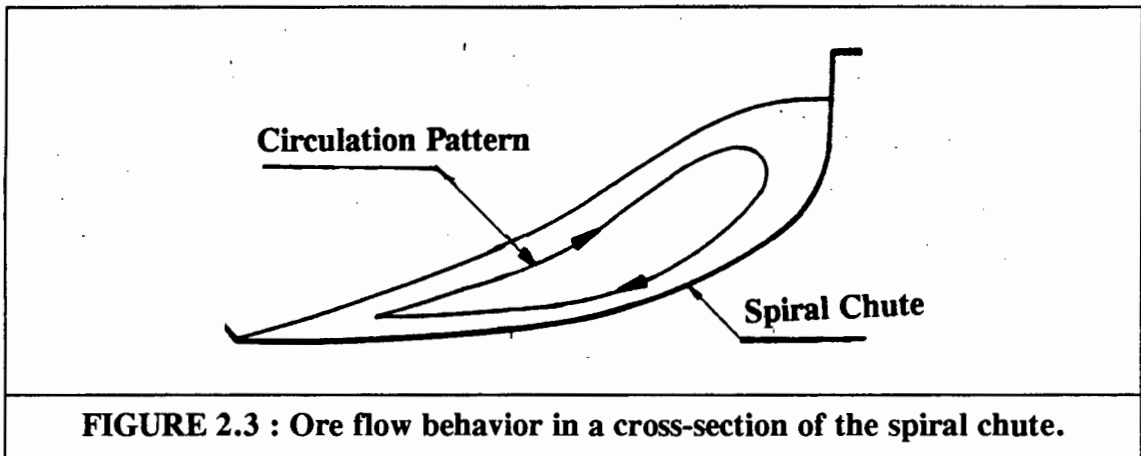 Circulation Pattern
Spiral Chute
FIGURE 2.3 : Ore flow behavior in a cross-section of the spiral chute.